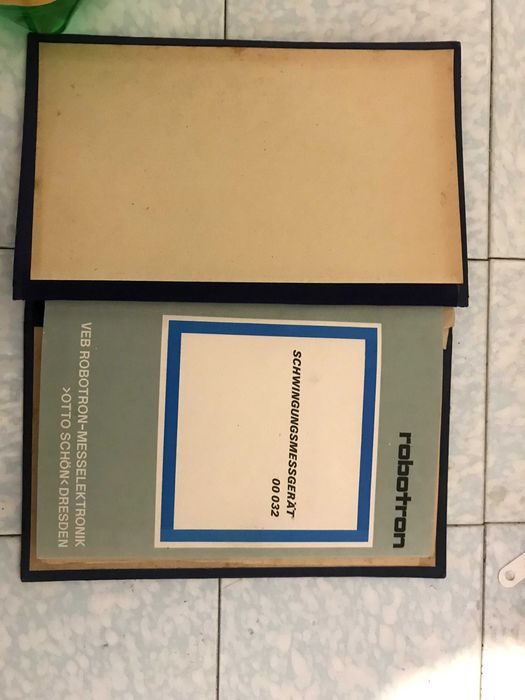 robotron
SCHWINGUNGSMESSGERÄT
00 032
VEB ROBOTRON-MESSELEKTRONIK
>OTTO SCHÖN< DRESDEN